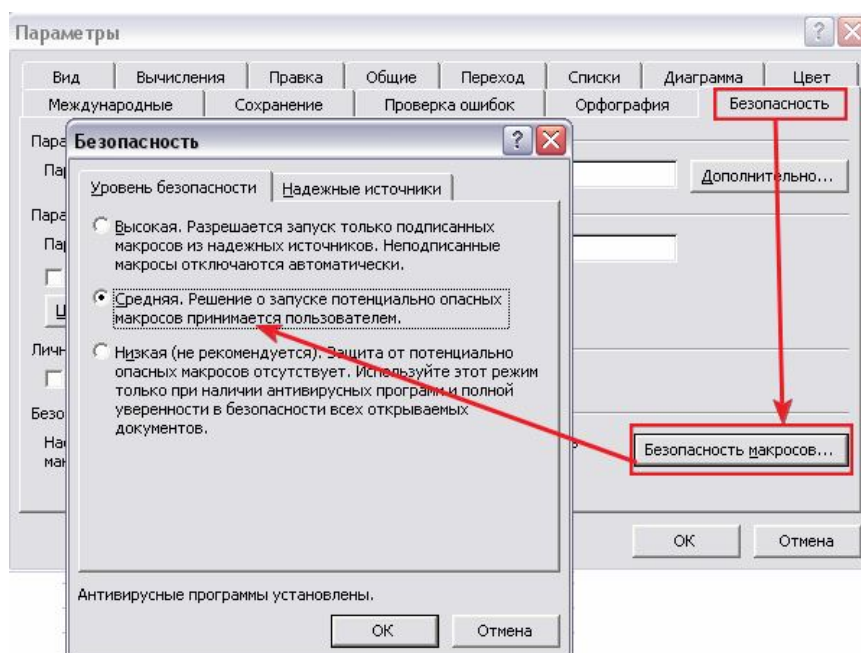 Параметры
Вид Вычисления Правка Общие Переход Списки Диаграмма Цвет
Международные Сохранение Проверка ошибок Орфография Безопасность
Дополнительно...
Безопасность макросов...
ОК Отмена
Безопасность
Уровень безопасности Надежные источники
Высокая. Разрешается запуск только подписанных
макросов из надежных источников. Неподписанные
макросы отключаются автоматически.
Средняя. Решение о запуске потенциально опасных
макросов принимается пользователем.
Низкая (не рекомендуется). Защита от потенциально
опасных макросов отсутствует. Используйте этот режим
только при наличии антивирусных программ и полной
уверенности в безопасности всех открываемых
документов.
Антивирусные программы установлены.
ОК Отмена